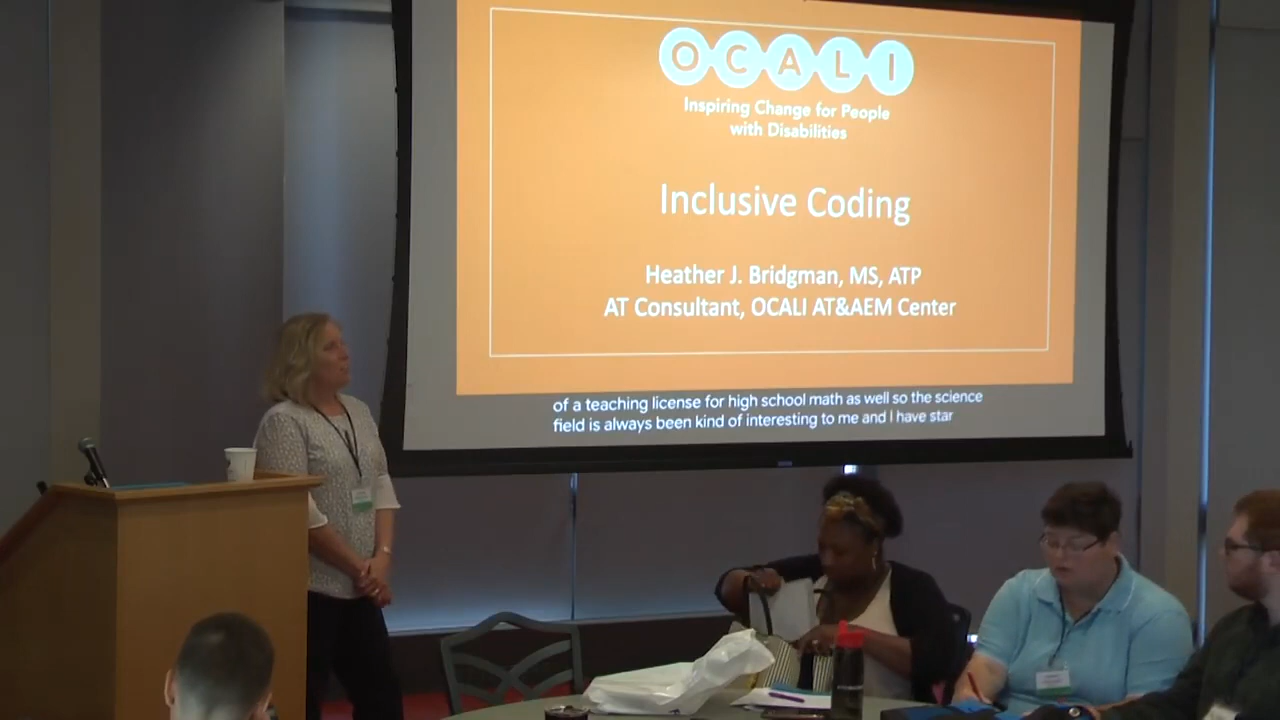 OCALI
Inspiring Change for People
with Disabilities
Inclusive Coding
Heather J. Bridgman, MS, ATP
AT Consultant, OCALI AT&AEM Center
of a teaching license for high school math as well so the science
field is always been kind of interesting to me and I have star